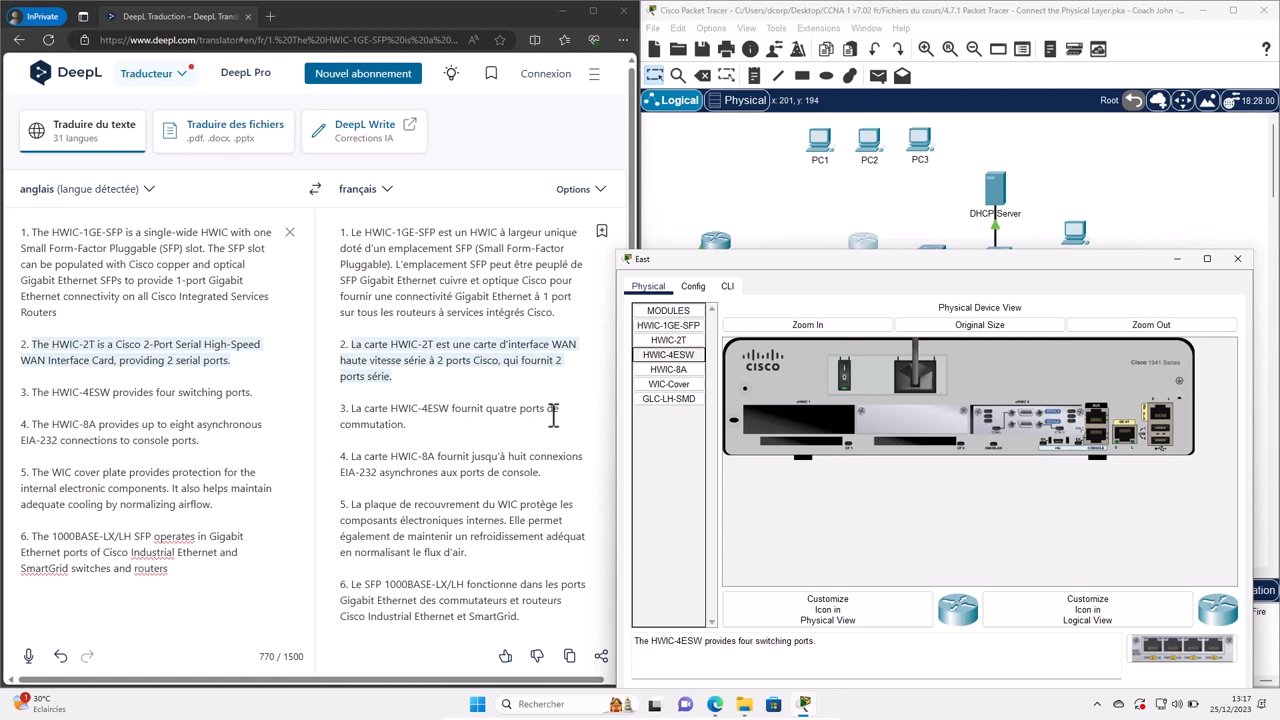 InPrivate
DeepL Traduction – DeepL Transl
https://www.deepl.com/translator#en/fr/1.%20The%20HWIC-1GE-SFP%20is%20a%20s...
DeepL
Traducteur
DeepL Pro
Nouvel abonnement
Connexion
Traduire du texte
31 langues
Traduire des fichiers
.pdf, .docx, .pptx
DeepL Write
Corrections IA
anglais (langue détectée)
français
Options
1. The HWIC-1GE-SFP is a single-wide HWIC with one
Small Form-Factor Pluggable (SFP) slot. The SFP slot
can be populated with Cisco copper and optical
Gigabit Ethernet SFPs to provide 1-port Gigabit
Ethernet connectivity on all Cisco Integrated Services
Routers
2. The HWIC-2T is a Cisco 2-Port Serial High-Speed
WAN Interface Card, providing 2 serial ports.
3. The HWIC-4ESW provides four switching ports.
4. The HWIC-8A provides up to eight asynchronous
EIA-232 connections to console ports.
5. The WIC cover plate provides protection for the
internal electronic components. It also helps maintain
adequate cooling by normalizing airflow.
6. The 1000BASE-LX/LH SFP operates in Gigabit
Ethernet ports of Cisco Industrial Ethernet and
SmartGrid switches and routers
770 / 1500
1. Le HWIC-1GE-SFP est un HWIC à largeur unique
doté d'un emplacement SFP (Small Form-Factor
Pluggable). L'emplacement SFP peut être peuplé de
SFP Gigabit Ethernet cuivre et optique Cisco pour
fournir une connectivité Gigabit Ethernet à 1 port
sur tous les routeurs à services intégrés Cisco.
2. La carte HWIC-2T est une carte d'interface WAN
haute vitesse série à 2 ports Cisco, qui fournit 2
ports série.
3. La carte HWIC-4ESW fournit quatre ports de
commutation.
4. La carte HWIC-8A fournit jusqu'à huit connexions
EIA-232 asynchrones aux ports de console.
5. La plaque de recouvrement du WIC protège les
composants électroniques internes. Elle permet
également de maintenir un refroidissement adéquat
en normalisant le flux d'air.
6. Le SFP 1000BASE-LX/LH fonctionne dans les ports
Gigabit Ethernet des commutateurs et routeurs
Cisco Industrial Ethernet et SmartGrid.
Cisco Packet Tracer - C:/Users/dcorp/Desktop/CCNA 1 v7.02 fr/Fichiers du cours/4.7.1 Packet Tracer - Connect the Physical Layer.pka - Coach John -
File Edit Options View Tools Extensions Window Help
Logical
Physical
x: 201, y: 194
Root
18:28:00
PC1
PC2
PC3
DHCP Server
East
Physical
Config
CLI
MODULES
HWIC-1GE-SFP
HWIC-2T
HWIC-4ESW
HWIC-8A
WIC-Cover
GLC-LH-SMD
Physical Device View
Zoom In
Original Size
Zoom Out
CISCO
Cisco 1941 Series
Customize
Icon in
Physical View
Customize
Icon in
Logical View
The HWIC-4ESW provides four switching ports.
ation
Fire
1
30°C
Eclaircies
Rechercher
13:17
25/12/2023